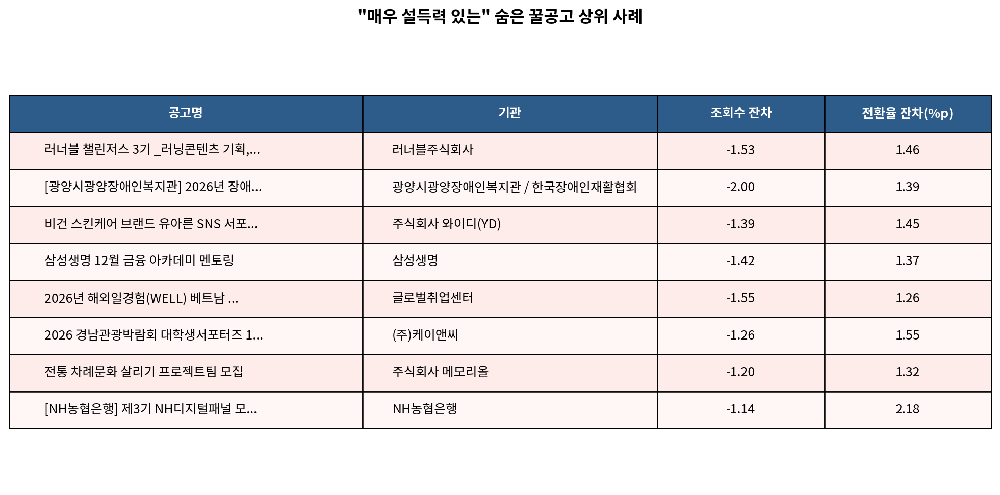 "매우 설득력 있는" 숨은 꿀공고 상위 사례
공고명 기관 조회수 잔차 전환율 잔차(%p)
러너블 챌린저스 3기 _러닝콘텐츠 기획,... 러너블주식회사 -1.53 1.46
[광양시광양장애인복지관] 2026년 장애... 광양시광양장애인복지관 / 한국장애인재활협회 -2.00 1.39
비건 스킨케어 브랜드 유아른 SNS 서포... 주식회사 와이디(YD) -1.39 1.45
삼성생명 12월 금융 아카데미 멘토링 삼성생명 -1.42 1.37
2026년 해외일경험(WELL) 베트남 ... 글로벌취업센터 -1.55 1.26
2026 경남관광박람회 대학생서포터즈 1... (주)케이앤씨 -1.26 1.55
전통 차례문화 살리기 프로젝트팀 모집 주식회사 메모리올 -1.20 1.32
[NH농협은행] 제3기 NH디지털패널 모... NH농협은행 -1.14 2.18